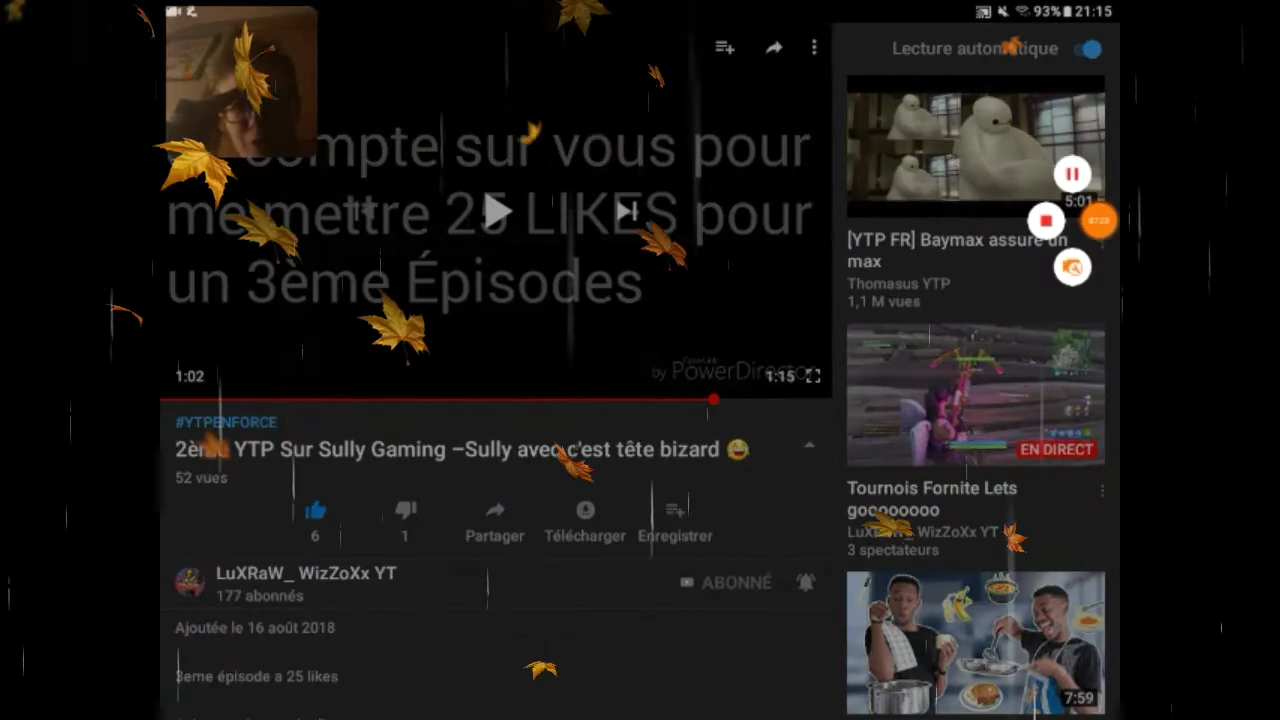 93% 21:15
Lecture automatique
compte sur vous pour
me mettre 25 LIKES pour
un 3ème Épisodes
by PowerDirector
1:02
1:15
#YTPENFORCE
2ème YTP Sur Sully Gaming –Sully avec c'est tête bizard 😂
52 vues
6
1
Partager
Télécharger
Enregistrer
LuXRaW_ WizZoXx YT
177 abonnés
ABONNÉ
Ajoutée le 16 août 2018
3eme épisode a 25 likes
5:01
[YTP FR] Baymax assure un
max
Thomasus YTP
1,1 M vues
EN DIRECT
Tournois Fornite Lets
gooooooooo
LuXRaW_ WizZoXx YT
3 spectateurs
7:59